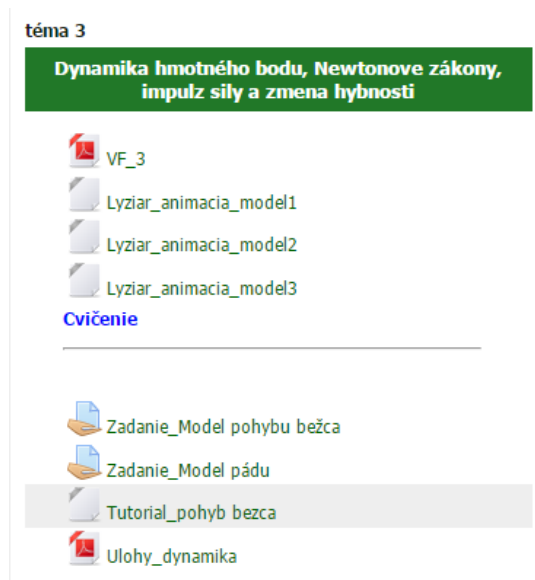 téma 3
Dynamika hmotného bodu, Newtonove zákony,
impulz sily a zmena hybnosti
VF_3
Lyziar_animacia_model1
Lyziar_animacia_model2
Lyziar_animacia_model3
Cvičenie
Zadanie_Model pohybu bežca
Zadanie_Model pádu
Tutorial_pohyb bezca
Ulohy_dynamika